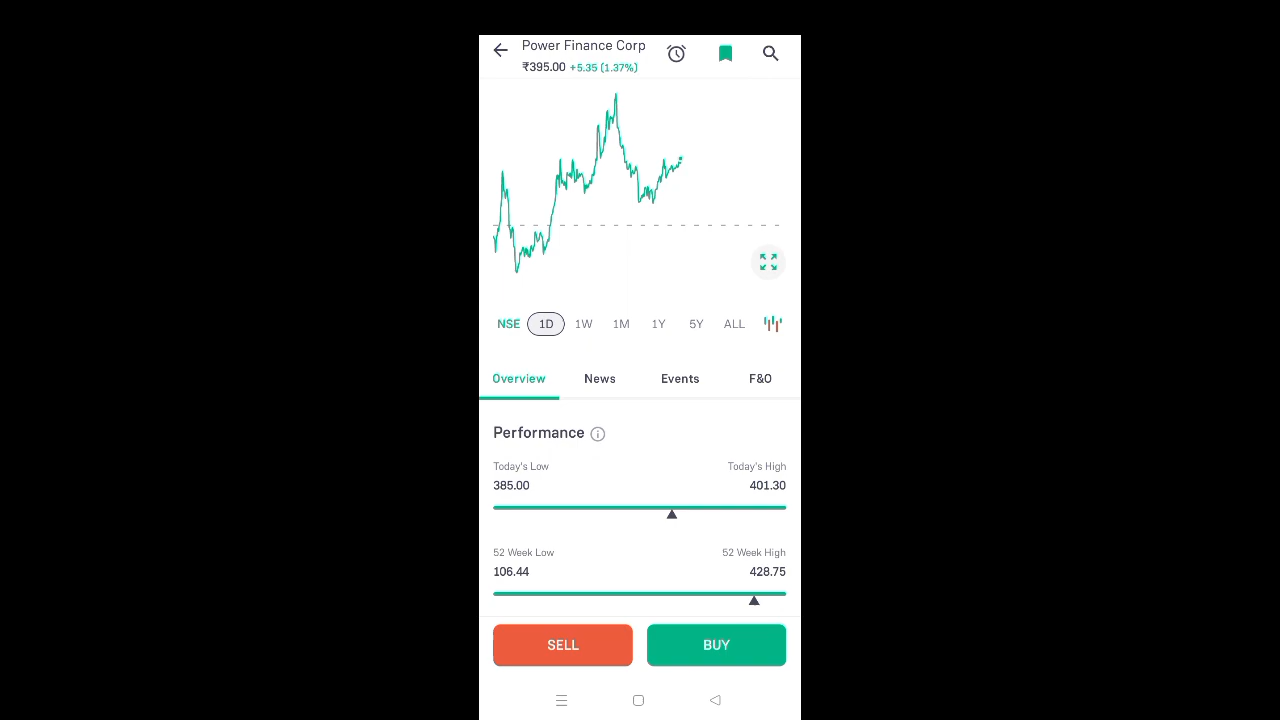 Power Finance Corp
₹395.00 +5.35 (1.37%)
NSE 1D 1W 1M 1Y 5Y ALL
Overview News Events F&O
Performance
Today's Low Today's High
385.00 401.30
52 Week Low 52 Week High
106.44 428.75
SELL BUY